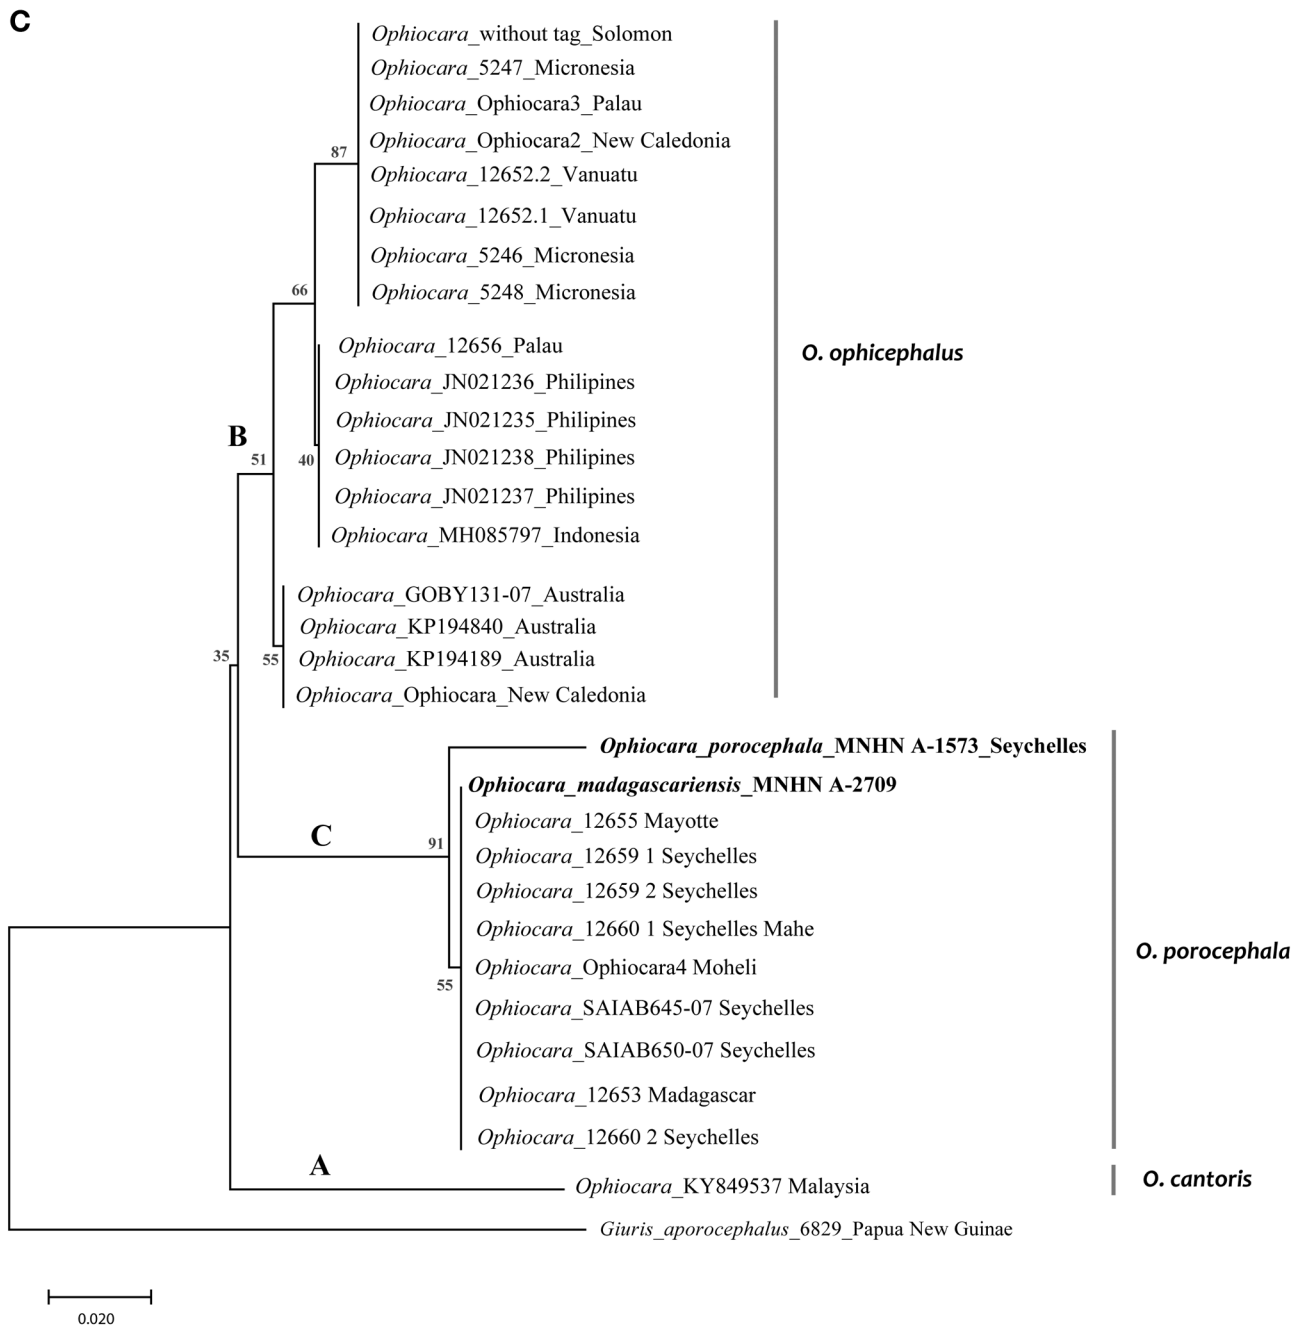 C
Ophiocara_without tag_Solomon
Ophiocara_5247_Micronesia
Ophiocara_Ophiocara3_Palau
Ophiocara_Ophiocara2_New Caledonia
87
Ophiocara_12652.2_Vanuatu
Ophiocara_12652.1_Vanuatu
Ophiocara_5246_Micronesia
66
Ophiocara_5248_Micronesia
Ophiocara_12656_Palau
O. ophicephalus
Ophiocara_JN021236_Philipines
Ophiocara_JN021235_Philipines
B
51
40
Ophiocara_JN021238_Philipines
Ophiocara_JN021237_Philipines
Ophiocara_MH085797_Indonesia
Ophiocara_GOBY131-07_Australia
Ophiocara_KP194840_Australia
35
55
Ophiocara_KP194189_Australia
Ophiocara_Ophiocara_New Caledonia
Ophiocara_porocephala_MNHN A-1573_Seychelles
Ophiocara_madagascariensis_MNHN A-2709
Ophiocara_12655 Mayotte
C
91
Ophiocara_12659 1 Seychelles
Ophiocara_12659 2 Seychelles
Ophiocara_12660 1 Seychelles Mahe
O. porocephala
Ophiocara_Ophiocara4 Moheli
55
Ophiocara_SAIAB645-07 Seychelles
Ophiocara_SAIAB650-07 Seychelles
Ophiocara_12653 Madagascar
Ophiocara_12660 2 Seychelles
A
Ophiocara_KY849537 Malaysia
O. cantoris
Giuris_aporocephalus_6829_Papua New Guinae
0.020